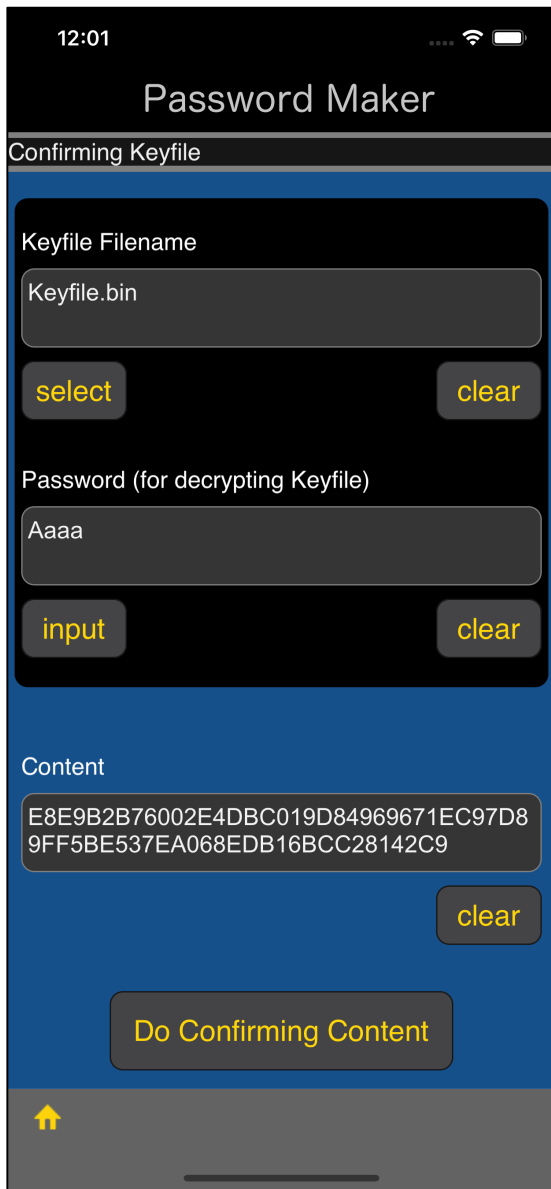 12:01
Password Maker
Confirming Keyfile
Keyfile Filename
Keyfile.bin
select
clear
Password (for decrypting Keyfile)
Aaaa
input
clear
Content
E8E9B2B76002E4DBC019D84969671EC97D8
9FF5BE537EA068EDB16BCC28142C9
clear
Do Confirming Content